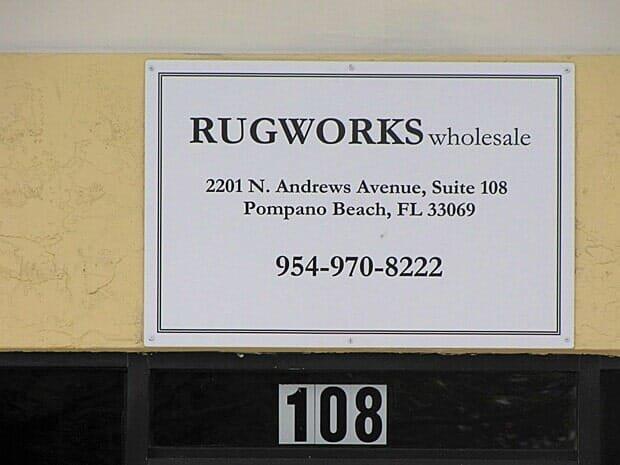 RUGWORKS wholesale
2201 N. Andrews Avenue, Suite 108
Pompano Beach, FL 33069
954-970-8222
108